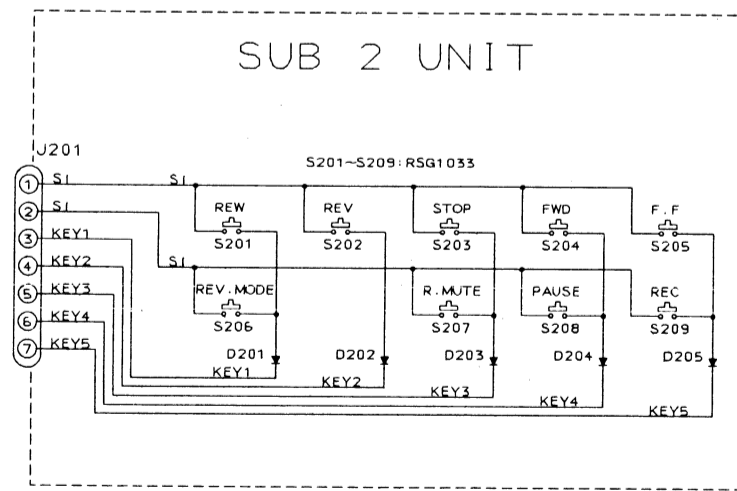 SUB 2 UNIT
J201
S201~S209:RSG1033
1 S1 S1
2 S1
3 KEY1
4 KEY2
5 KEY3
6 KEY4
7 KEY5
REW REV STOP FWD F.F
S201 S202 S203 S204 S205
S1
REV.MODE R.MUTE PAUSE REC
S206 S207 S208 S209
D201 D202 D203 D204 D205
KEY1
KEY2
KEY3
KEY4
KEY5